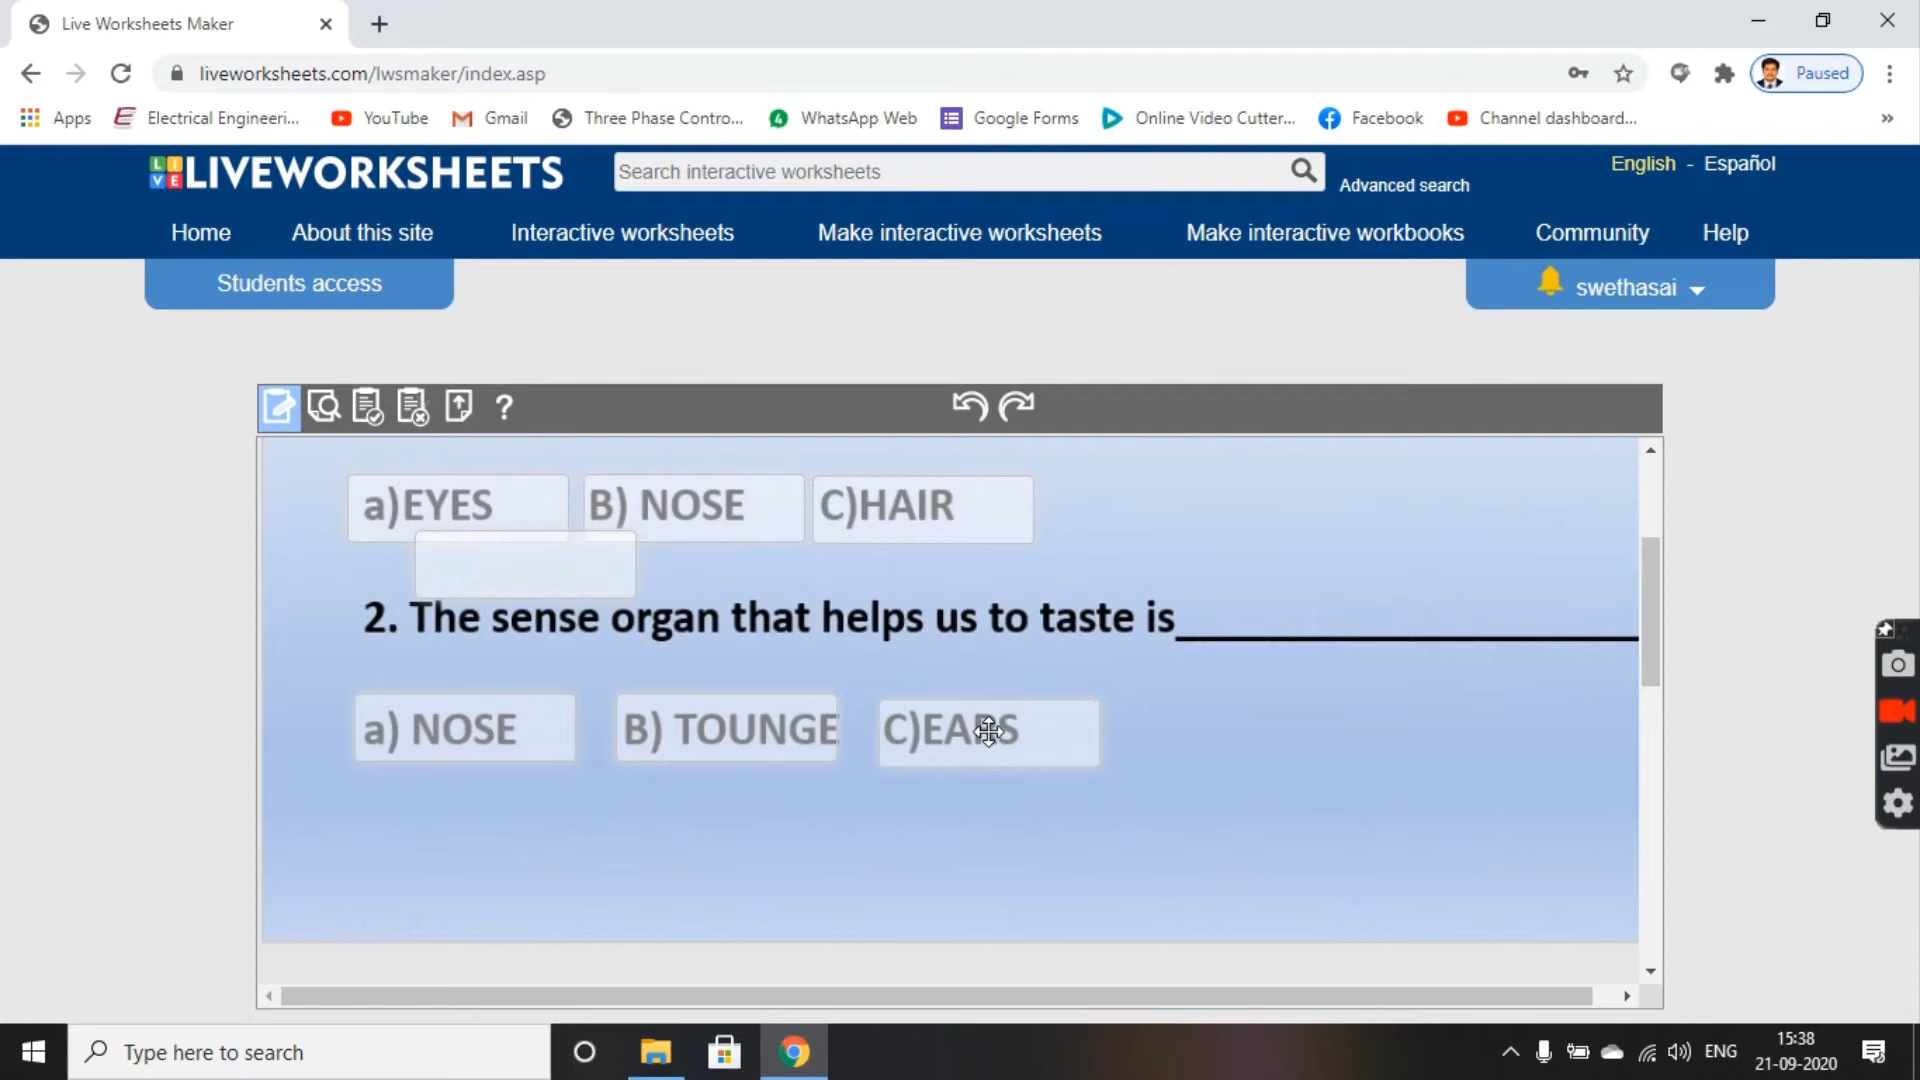 Live Worksheets Maker
liveworksheets.com/lwsmaker/index.asp
Paused
Apps Electrical Engineeri... YouTube Gmail Three Phase Contro... WhatsApp Web Google Forms Online Video Cutter... Facebook Channel dashboard... »
LIVE LIVEWORKSHEETS
Search interactive worksheets
Advanced search
English - Español
Home About this site Interactive worksheets Make interactive worksheets Make interactive workbooks Community Help
Students access
swethasai
?
a)EYES B) NOSE C)HAIR
2. The sense organ that helps us to taste is____________________
a) NOSE B) TOUNGE C)EARS
Type here to search
ENG
15:38
21-09-2020